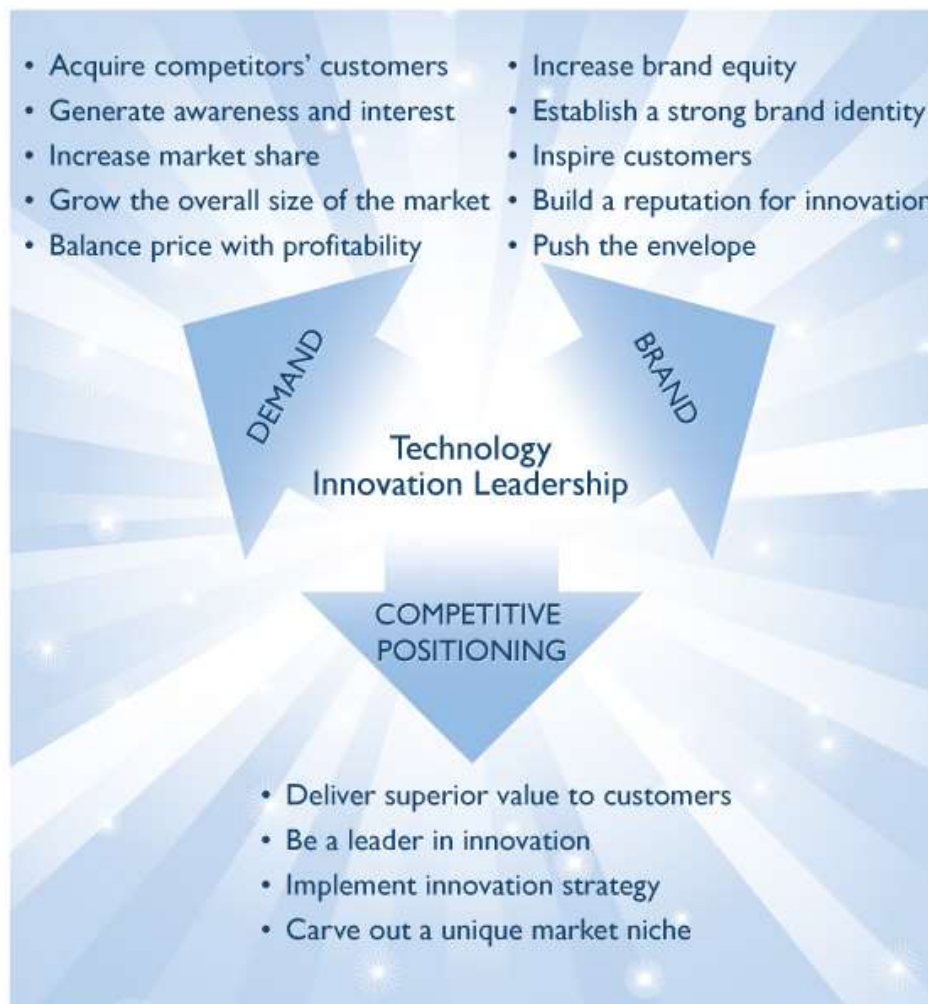 • Acquire competitors’ customers
• Generate awareness and interest
• Increase market share
• Grow the overall size of the market
• Balance price with profitability
• Increase brand equity
• Establish a strong brand identity
• Inspire customers
• Build a reputation for innovation
• Push the envelope
DEMAND
BRAND
Technology
Innovation Leadership
COMPETITIVE
POSITIONING
• Deliver superior value to customers
• Be a leader in innovation
• Implement innovation strategy
• Carve out a unique market niche